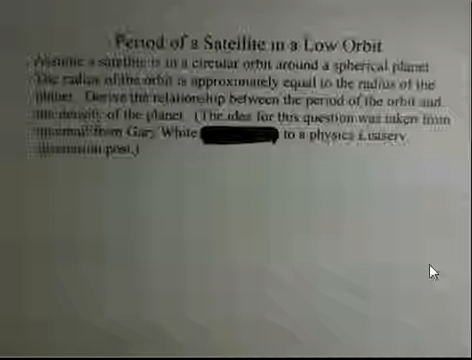 Period of a Satellite in a Low Orbit
Assume a satellite is in a circular orbit around a spherical planet.
The radius of the orbit is approximately equal to the radius of the
planet. Derive the relationship between the period of the orbit and
the density of the planet. (The idea for this question was taken from
from Gary White to a physics Listserv
discussion post.)